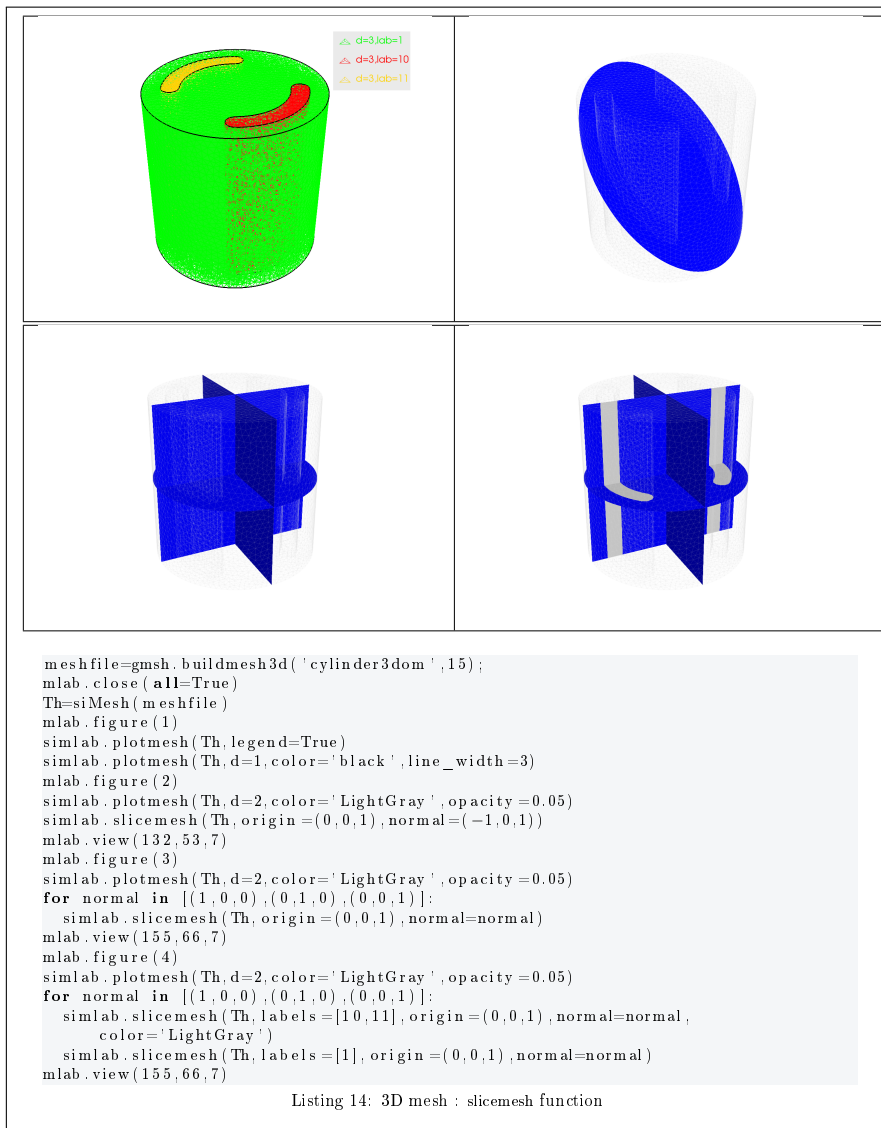 d=3,lab=1
d=3,lab=10
d=3,lab=11
meshfile=gmsh.buildmesh3d('cylinder3dom',15);
mlab.close(all=True)
Th=siMesh(meshfile)
mlab.figure(1)
simlab.plotmesh(Th,legend=True)
simlab.plotmesh(Th,d=1,color='black',line_width=3)
mlab.figure(2)
simlab.plotmesh(Th,d=2,color='LightGray',opacity=0.05)
simlab.slicemesh(Th,origin=(0,0,1),normal=(-1,0,1))
mlab.view(132,53,7)
mlab.figure(3)
simlab.plotmesh(Th,d=2,color='LightGray',opacity=0.05)
for normal in [(1,0,0),(0,1,0),(0,0,1)]:
  simlab.slicemesh(Th,origin=(0,0,1),normal=normal)
mlab.view(155,66,7)
mlab.figure(4)
simlab.plotmesh(Th,d=2,color='LightGray',opacity=0.05)
for normal in [(1,0,0),(0,1,0),(0,0,1)]:
  simlab.slicemesh(Th,labels=[10,11],origin=(0,0,1),normal=normal,
      color='LightGray')
  simlab.slicemesh(Th,labels=[1],origin=(0,0,1),normal=normal)
mlab.view(155,66,7)
Listing 14: 3D mesh : slicemesh function